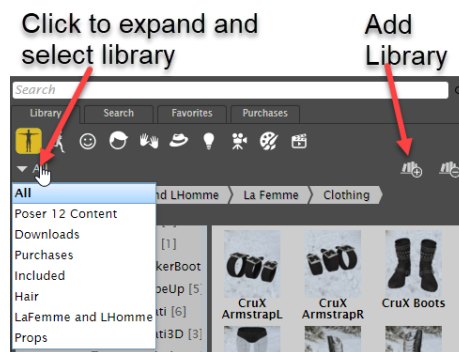 Click to expand and
select library
Add
Library
Search
Library
Search
Favorites
Purchases
All
nd LHomme
La Femme
Clothing
All
Poser 12 Content
Downloads
Purchases
Included
Hair
LaFemme and LHomme
Props
[1]
kerBoot
peUp [5]
ti [6]
ti3D [3]
CruX
ArmstrapL
CruX
ArmstrapR
CruX Boots